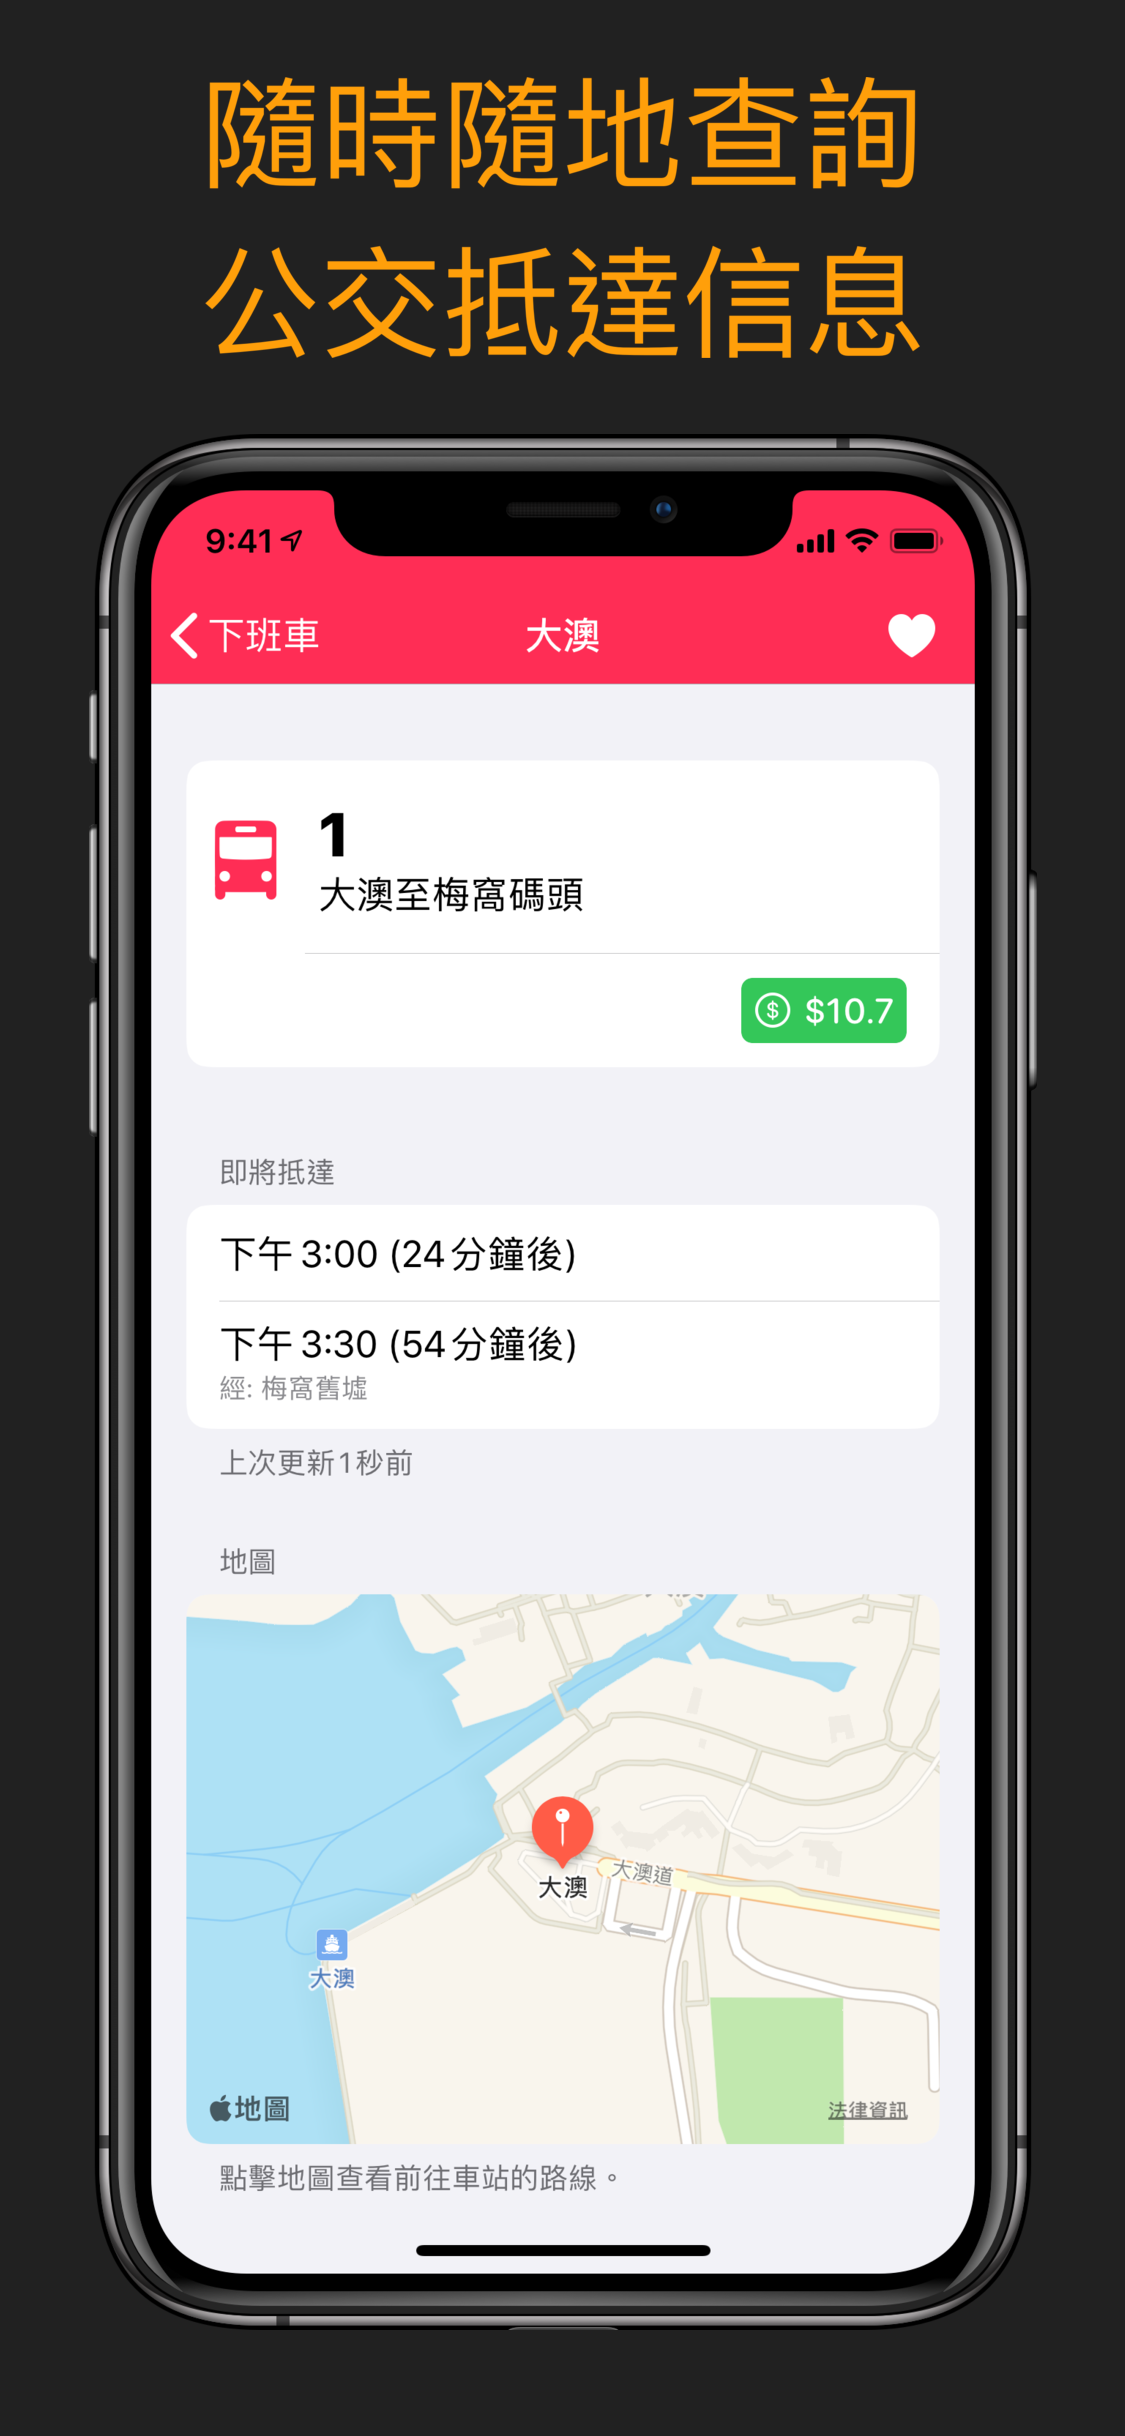 隨時隨地查詢
公交抵達信息
9:41
下班車
大澳
1
大澳至梅窩碼頭
$10.7
即將抵達
下午 3:00 (24 分鐘後)
下午 3:30 (54 分鐘後)
經: 梅窩舊墟
上次更新1秒前
地圖
大澳道
大澳
大澳
地圖
法律資訊
點擊地圖查看前往車站的路線。